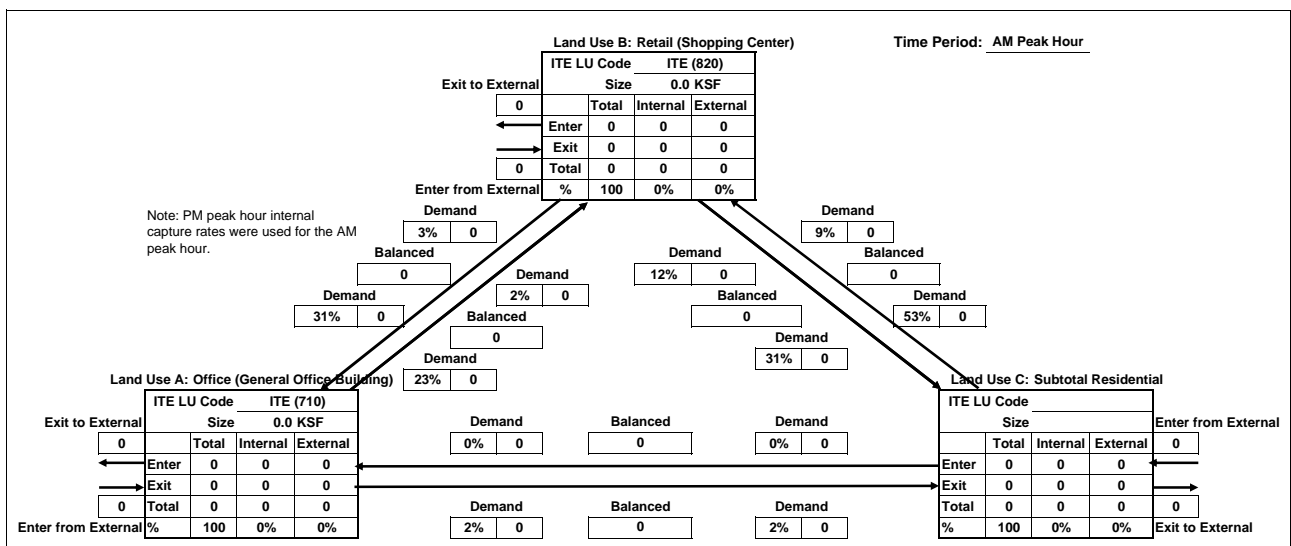 Land Use B: Retail (Shopping Center)
Time Period: AM Peak Hour
ITE LU Code ITE (820)
Exit to External Size 0.0 KSF
0 Total Internal External
Enter 0 0 0
Exit 0 0 0
0 Total 0 0 0
Enter from External % 100 0% 0%
Note: PM peak hour internal
capture rates were used for the AM
peak hour.
Demand
3% 0
Balanced
0
Demand
31% 0
Demand
2% 0
Balanced
0
Demand
23% 0
Demand
12% 0
Balanced
0
Demand
31% 0
Demand
9% 0
Balanced
0
Demand
53% 0
Land Use A: Office (General Office Building)
ITE LU Code ITE (710)
Exit to External Size 0.0 KSF
0 Total Internal External
Enter 0 0 0
Exit 0 0 0
0 Total 0 0 0
Enter from External % 100 0% 0%
Demand Balanced Demand
0% 0 0 0% 0
Demand Balanced Demand
2% 0 0 2% 0
Land Use C: Subtotal Residential
ITE LU Code
Size Enter from External
Total Internal External 0
Enter 0 0 0
Exit 0 0 0
Total 0 0 0 0
% 100 0% 0% Exit to External